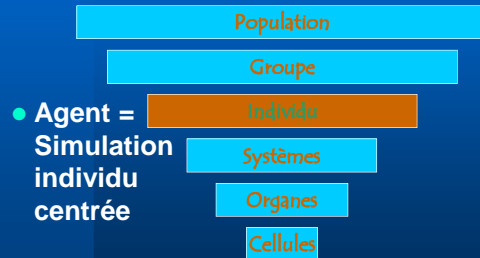 Population
Groupe
Individu
Systèmes
Organes
Cellules
Agent =
Simulation
individu
centrée